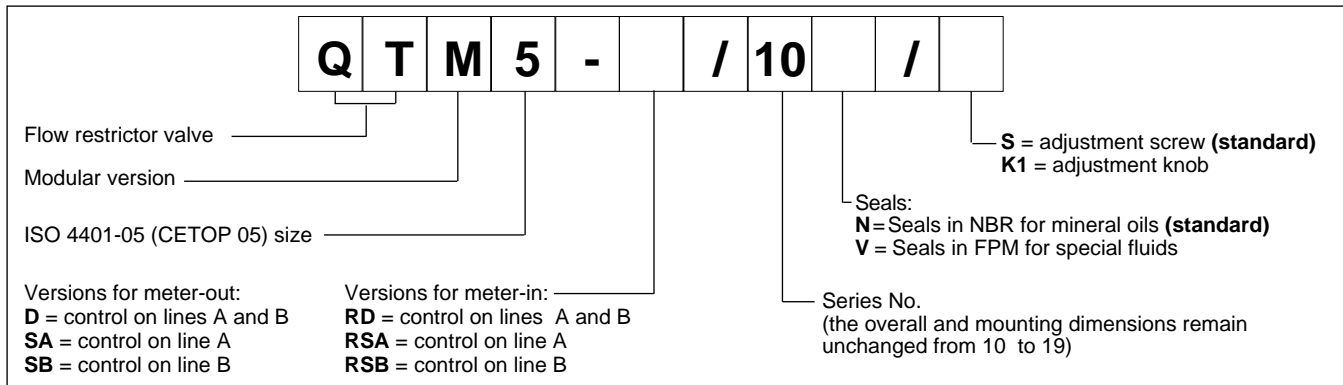 Q T M 5 - / 10 /
Flow restrictor valve
Modular version
ISO 4401-05 (CETOP 05) size
Versions for meter-out:
D = control on lines A and B
SA = control on line A
SB = control on line B
Versions for meter-in:
RD = control on lines A and B
RSA = control on line A
RSB = control on line B
S = adjustment screw (standard)
K1 = adjustment knob
Seals:
N = Seals in NBR for mineral oils (standard)
V = Seals in FPM for special fluids
Series No.
(the overall and mounting dimensions remain
unchanged from 10 to 19)